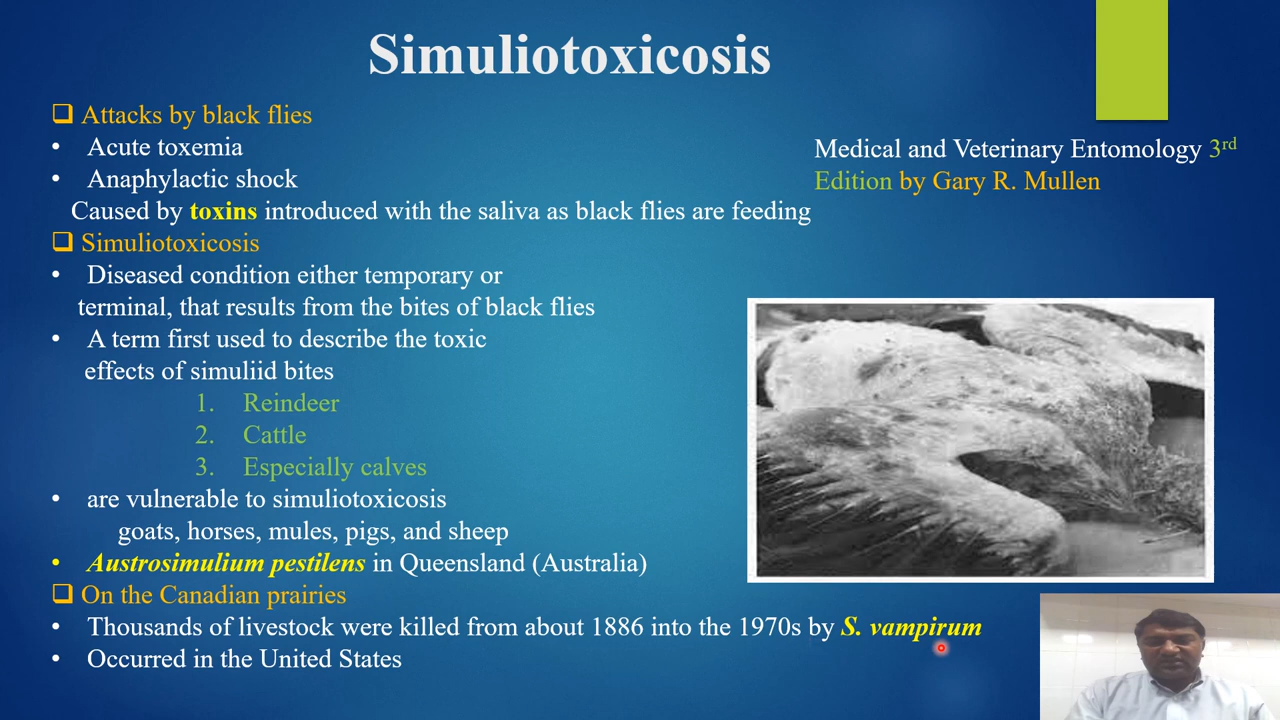 Simuliotoxicosis
Attacks by black flies
• Acute toxemia
• Anaphylactic shock
Caused by toxins introduced with the saliva as black flies are feeding
Simuliotoxicosis
• Diseased condition either temporary or
terminal, that results from the bites of black flies
• A term first used to describe the toxic
effects of simuliid bites
1. Reindeer
2. Cattle
3. Especially calves
• are vulnerable to simuliotoxicosis
goats, horses, mules, pigs, and sheep
• Austrosimulium pestilens in Queensland (Australia)
On the Canadian prairies
• Thousands of livestock were killed from about 1886 into the 1970s by S. vampirum
• Occurred in the United States
Medical and Veterinary Entomology 3rd
Edition by Gary R. Mullen